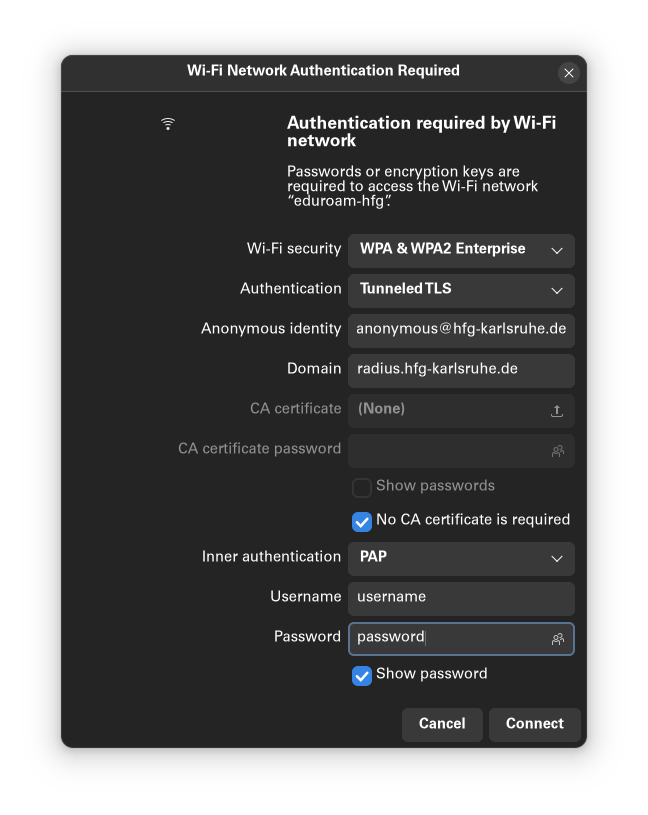 Wi-Fi Network Authentication Required
Authentication required by Wi-Fi
network
Passwords or encryption keys are
required to access the Wi-Fi network
“eduroam-hfg”.
Wi-Fi security WPA & WPA2 Enterprise
Authentication Tunneled TLS
Anonymous identity anonymous@hfg-karlsruhe.de
Domain radius.hfg-karlsruhe.de
CA certificate (None)
CA certificate password
Show passwords
No CA certificate is required
Inner authentication PAP
Username username
Password password
Show password
Cancel Connect